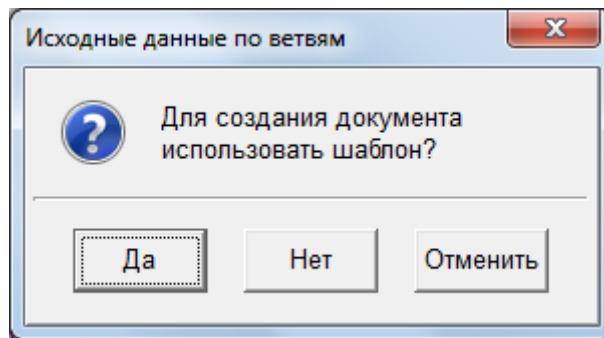 Исходные данные по ветвям
Для создания документа
использовать шаблон?
Да
Нет
Отменить